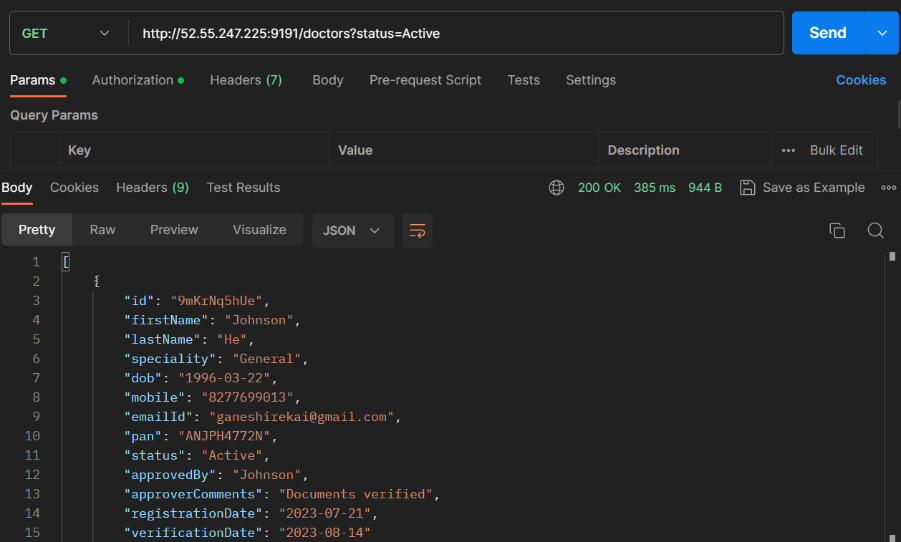 GET http://52.55.247.225:9191/doctors?status=Active Send
Params Authorization Headers (7) Body Pre-request Script Tests Settings Cookies
Query Params
Key Value Description ••• Bulk Edit
Body Cookies Headers (9) Test Results 200 OK 385 ms 944 B Save as Example
Pretty Raw Preview Visualize JSON
1 [
2 {
3 "id": "9mKrNq5hUe",
4 "firstName": "Johnson",
5 "lastName": "He",
6 "speciality": "General",
7 "dob": "1996-03-22",
8 "mobile": "8277699013",
9 "emailId": "ganeshirekai@gmail.com",
10 "pan": "ANJPH4772N",
11 "status": "Active",
12 "approvedBy": "Johnson",
13 "approverComments": "Documents verified",
14 "registrationDate": "2023-07-21",
15 "verificationDate": "2023-08-14"